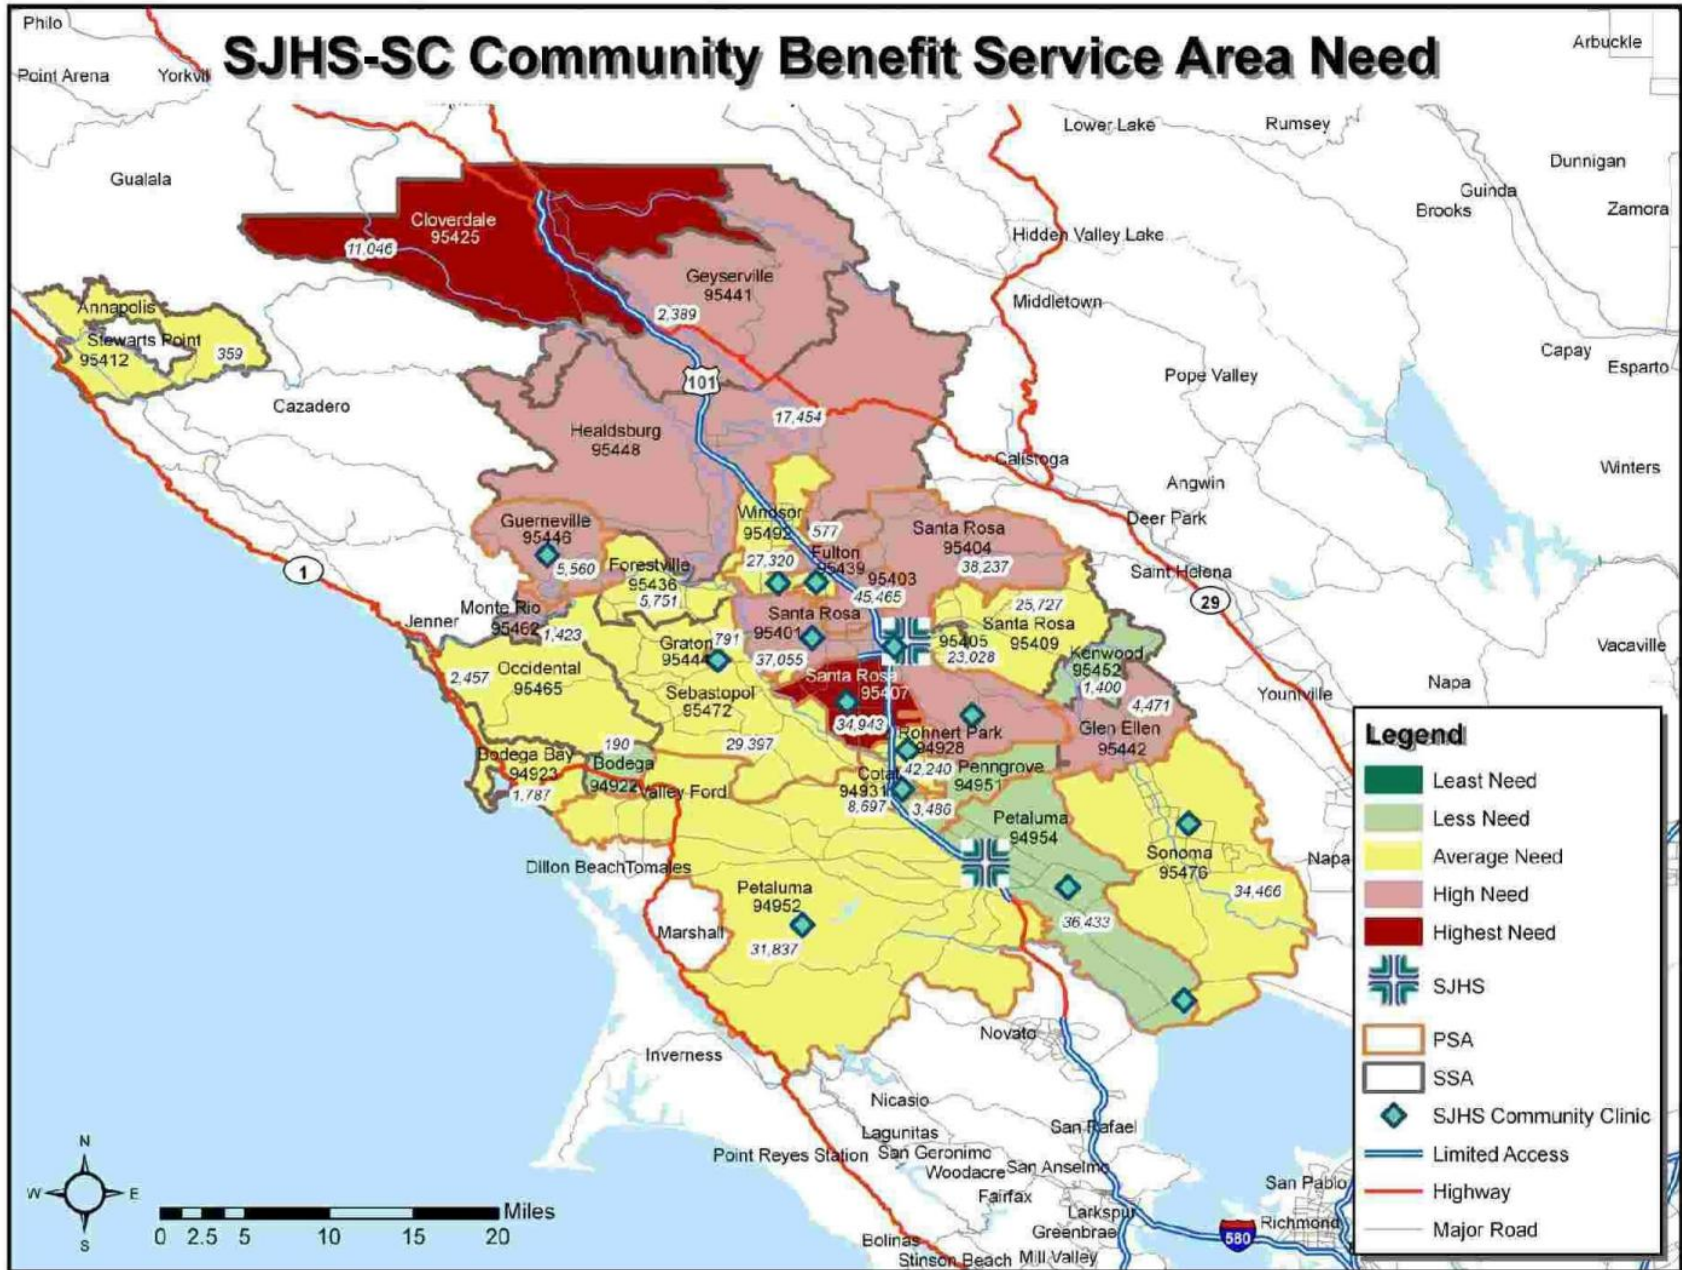 SJHS-SC Community Benefit Service Area Need
Philo
Point Arena
Yorkvil
Arbuckle
Lower Lake
Rumsey
Dunnigan
Gualala
Guinda
Brooks
Zamora
Cloverdale
95425
11,046
Hidden Valley Lake
Geyserville
95441
2,389
Middletown
Annapolis
Stewarts Point
95412
359
Capay
Esparto
Pope Valley
101
Cazadero
17,454
Healdsburg
95448
Calistoga
Winters
Angwin
Deer Park
Windsor
95492
577
Guerneville
95446
5,560
Santa Rosa
95404
38,237
Fulton
95439
27,320
Forestville
95436
5,751
95403
45,465
Saint Helena
1
29
Monte Rio
95462
1,423
Jenner
Santa Rosa
95401
37,055
25,727
Santa Rosa
95409
95405
23,028
Graton
95444
791
Kenwood
95452
1,400
Vacaville
Occidental
95465
2,457
Santa Rosa
95407
34,943
Sebastopol
95472
29,397
Napa
Yountville
4,471
Glen Ellen
95442
Rohnert Park
94928
42,240
190
Bodega
94922
Bodega Bay
94923
1,787
Valley Ford
Cotat
94931
8,697
Penngrove
94951
3,486
Petaluma
94954
36,433
Sonoma
95476
34,466
Napa
Dillon Beach
Tomales
Petaluma
94952
31,837
Marshall
Novato
Inverness
Nicasio
Lagunitas
San Geronimo
Woodacre
Point Reyes Station
San Rafael
San Anselmo
Fairfax
Larkspur
Greenbrae
San Pablo
Richmond
580
Bolinas
Stinson Beach
Mill Valley
Legend
Least Need
Less Need
Average Need
High Need
Highest Need
SJHS
PSA
SSA
SJHS Community Clinic
Limited Access
Highway
Major Road
N
W
E
S
0 2.5 5 10 15 20
Miles